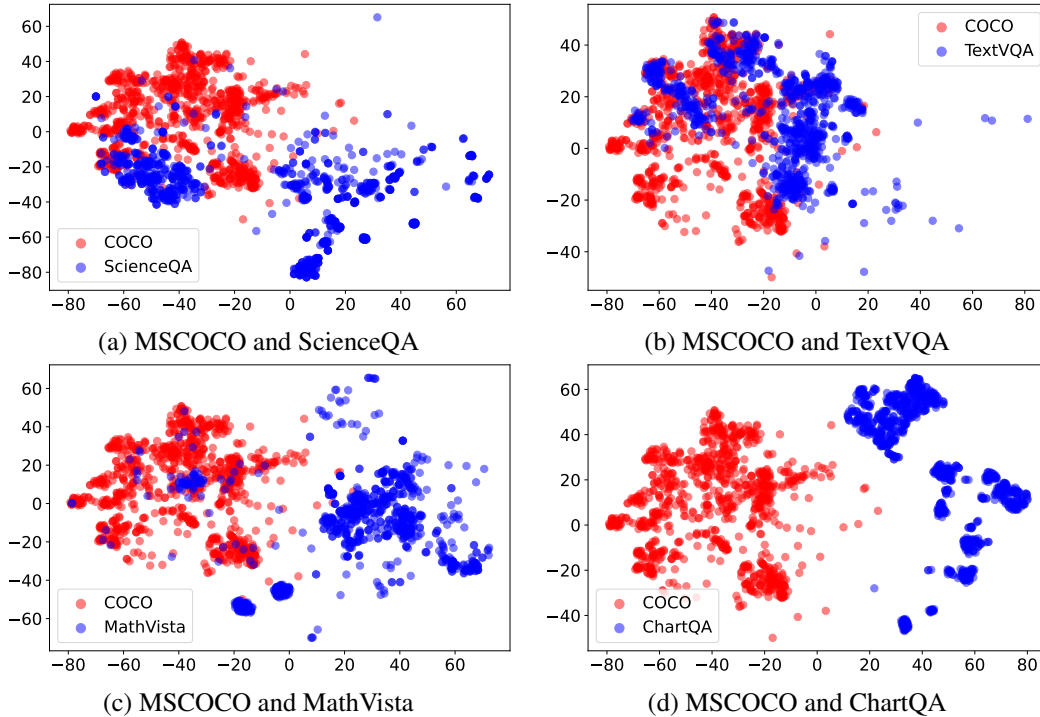 60
40
20
0
−20
−40
−60
−80
COCO
ScienceQA
−80 −60 −40 −20 0 20 40 60
(a) MSCOCO and ScienceQA
40
20
0
−20
−40
COCO
TextVQA
−80 −60 −40 −20 0 20 40 60 80
(b) MSCOCO and TextVQA
60
40
20
0
−20
−40
−60
COCO
MathVista
−80 −60 −40 −20 0 20 40 60
(c) MSCOCO and MathVista
60
40
20
0
−20
−40
COCO
ChartQA
−80 −60 −40 −20 0 20 40 60 80
(d) MSCOCO and ChartQA